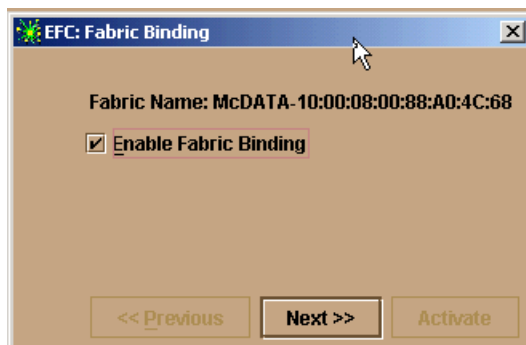 EFC: Fabric Binding
Fabric Name: McDATA-10:00:08:00:88:A0:4C:68
Enable Fabric Binding
<< Previous Next >> Activate